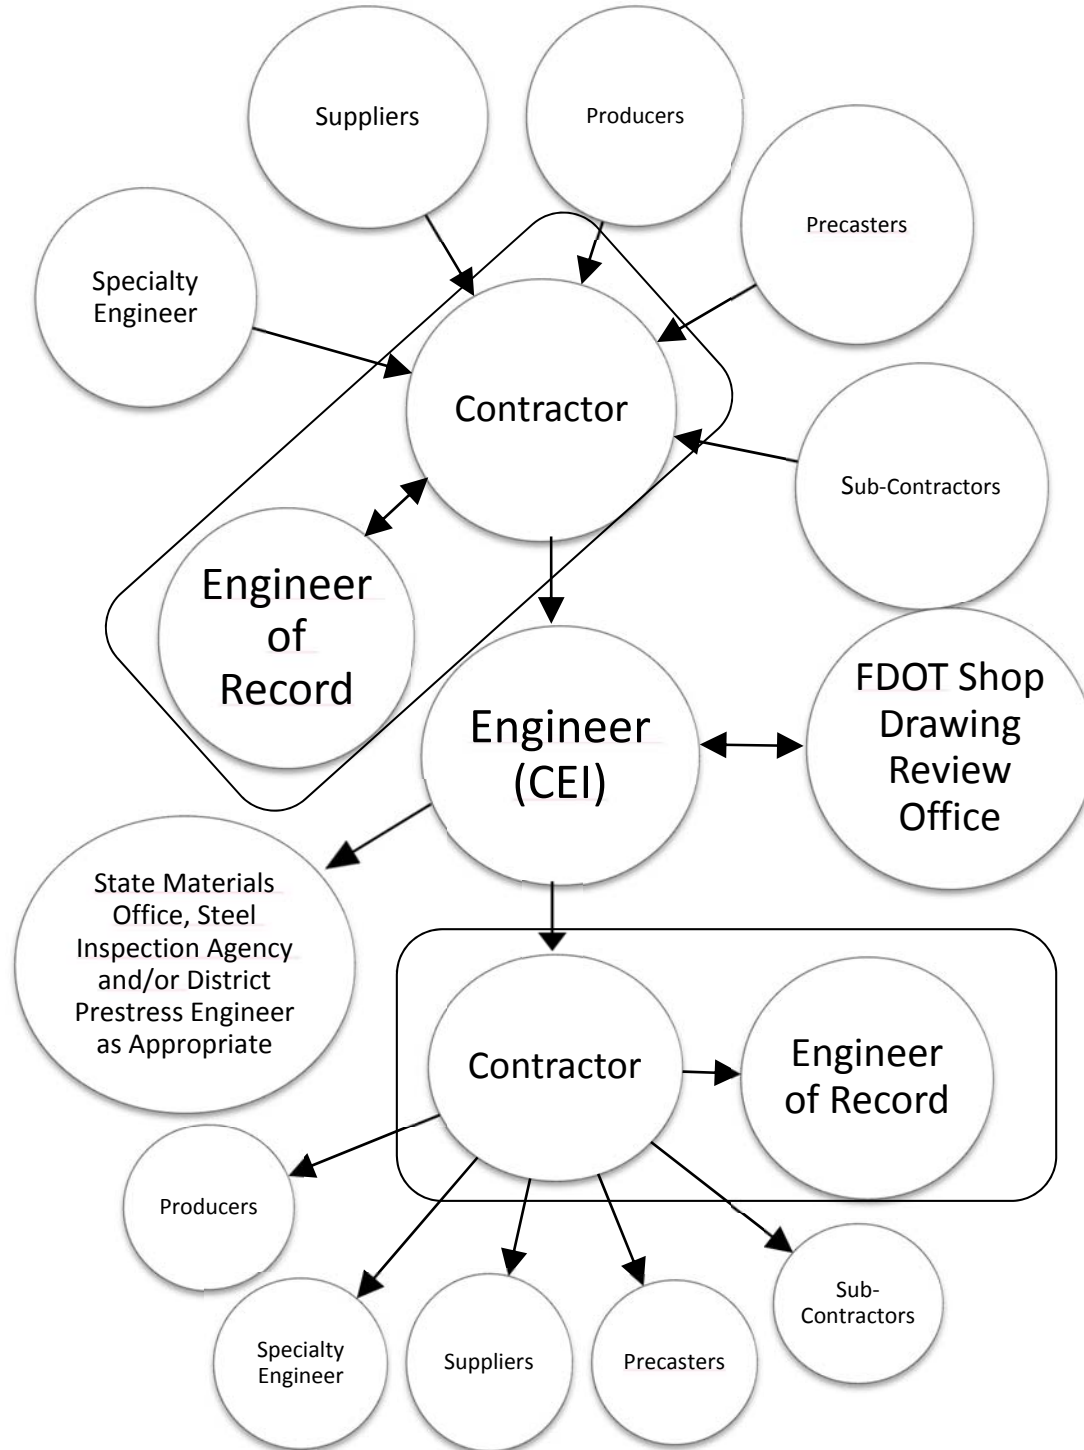 Suppliers
Producers
Precasters
Specialty
Engineer
Contractor
Sub-Contractors
Engineer
of
Record
Engineer
(CEI)
FDOT Shop
Drawing
Review
Office
State Materials
Office, Steel
Inspection Agency
and/or District
Prestress Engineer
as Appropriate
Contractor
Engineer
of Record
Producers
Sub-
Contractors
Specialty
Engineer
Suppliers
Precasters